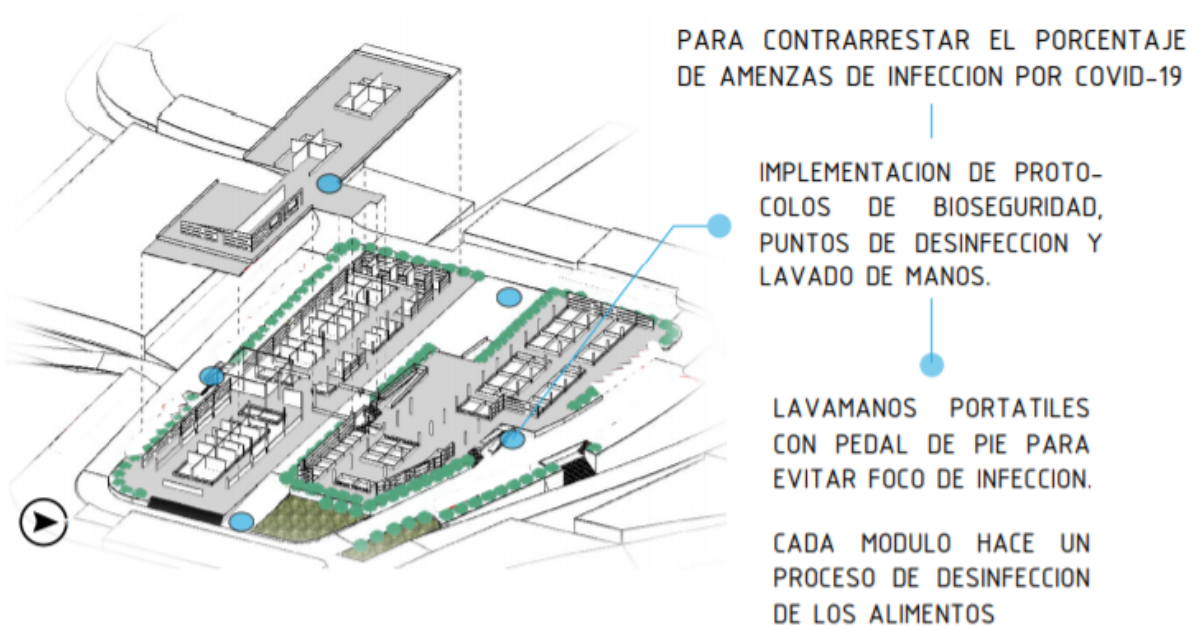 PARA CONTRARRESTAR EL PORCENTAJE
DE AMENZAS DE INFECCION POR COVID-19
IMPLEMENTACION DE PROTO-
COLOS DE BIOSEGURIDAD,
PUNTOS DE DESINFECCION Y
LAVADO DE MANOS.
LAVAMANOS PORTATILES
CON PEDAL DE PIE PARA
EVITAR FOCO DE INFECCION.
CADA MODULO HACE UN
PROCESO DE DESINFECCION
DE LOS ALIMENTOS